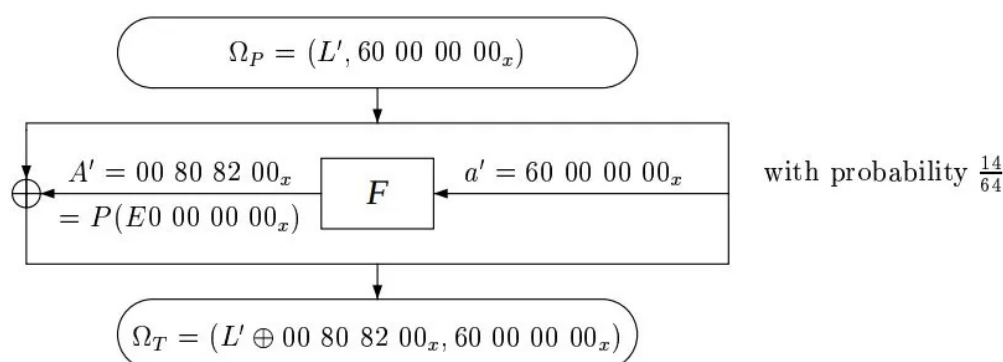 Ω_P = (L′, 60 00 00 00_x)
A′ = 00 80 82 00_x
= P(E0 00 00 00_x)
F
a′ = 60 00 00 00_x
with probability 14/64
Ω_T = (L′ ⊕ 00 80 82 00_x, 60 00 00 00_x)